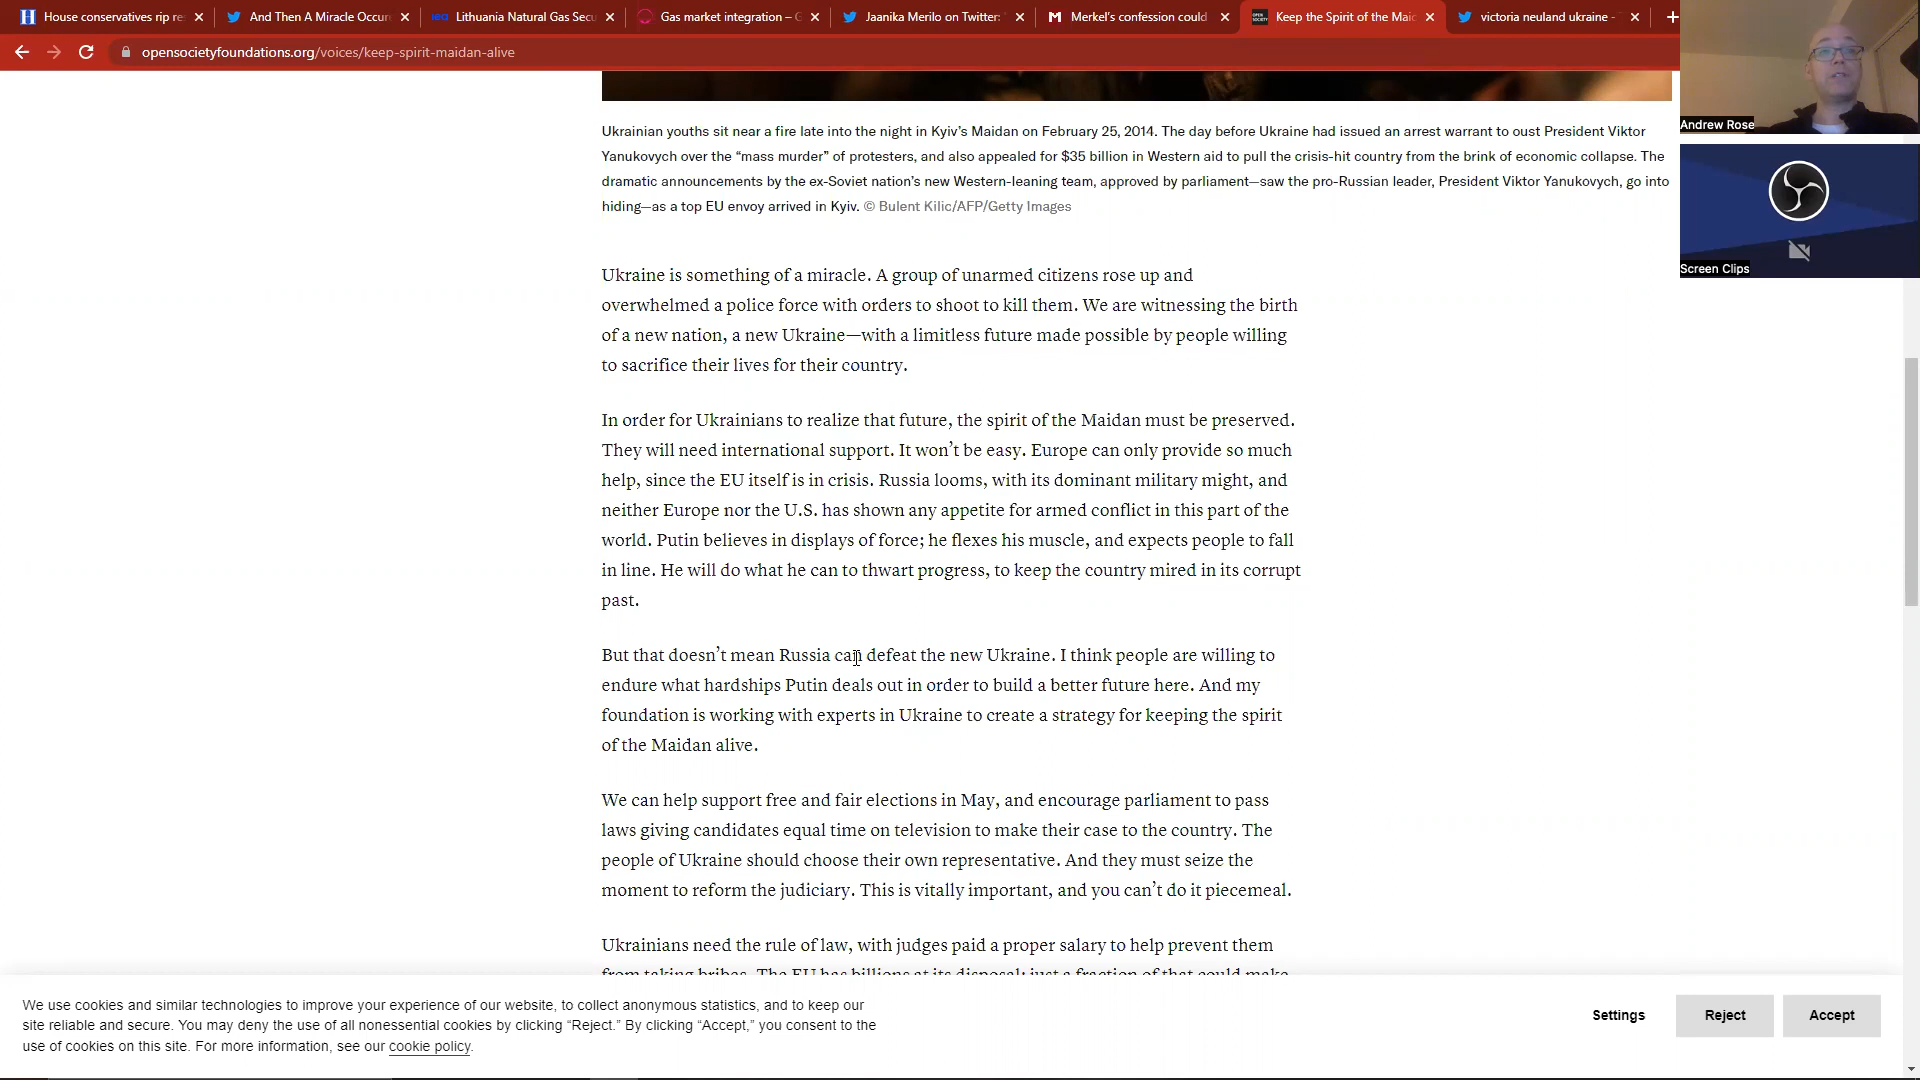 House conservatives rip re
And Then A Miracle Occur
Lithuania Natural Gas Secu
Gas market integration –
Jaanika Merilo on Twitter:
Merkel's confession could
Keep the Spirit of the Maid
victoria neuland ukraine -
opensocietyfoundations.org/voices/keep-spirit-maidan-alive
Andrew Rose
Screen Clips
Ukrainian youths sit near a fire late into the night in Kyiv’s Maidan on February 25, 2014. The day before Ukraine had issued an arrest warrant to oust President Viktor
Yanukovych over the “mass murder” of protesters, and also appealed for $35 billion in Western aid to pull the crisis-hit country from the brink of economic collapse. The
dramatic announcements by the ex-Soviet nation’s new Western-leaning team, approved by parliament—saw the pro-Russian leader, President Viktor Yanukovych, go into
hiding—as a top EU envoy arrived in Kyiv. © Bulent Kilic/AFP/Getty Images
Ukraine is something of a miracle. A group of unarmed citizens rose up and
overwhelmed a police force with orders to shoot to kill them. We are witnessing the birth
of a new nation, a new Ukraine—with a limitless future made possible by people willing
to sacrifice their lives for their country.
In order for Ukrainians to realize that future, the spirit of the Maidan must be preserved.
They will need international support. It won’t be easy. Europe can only provide so much
help, since the EU itself is in crisis. Russia looms, with its dominant military might, and
neither Europe nor the U.S. has shown any appetite for armed conflict in this part of the
world. Putin believes in displays of force; he flexes his muscle, and expects people to fall
in line. He will do what he can to thwart progress, to keep the country mired in its corrupt
past.
But that doesn’t mean Russia can defeat the new Ukraine. I think people are willing to
endure what hardships Putin deals out in order to build a better future here. And my
foundation is working with experts in Ukraine to create a strategy for keeping the spirit
of the Maidan alive.
We can help support free and fair elections in May, and encourage parliament to pass
laws giving candidates equal time on television to make their case to the country. The
people of Ukraine should choose their own representative. And they must seize the
moment to reform the judiciary. This is vitally important, and you can’t do it piecemeal.
Ukrainians need the rule of law, with judges paid a proper salary to help prevent them
from taking bribes. The EU has billions at its disposal; just a fraction of that could make
We use cookies and similar technologies to improve your experience of our website, to collect anonymous statistics, and to keep our
site reliable and secure. You may deny the use of all nonessential cookies by clicking “Reject.” By clicking “Accept,” you consent to the
use of cookies on this site. For more information, see our cookie policy.
Settings
Reject
Accept